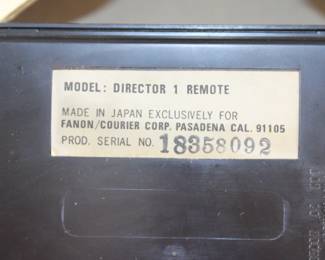 MODEL: DIRECTOR 1 REMOTE
MADE IN JAPAN EXCLUSIVELY FOR
FANON/COURIER CORP. PASADENA CAL. 91105
PROD. SERIAL NO. 18358092